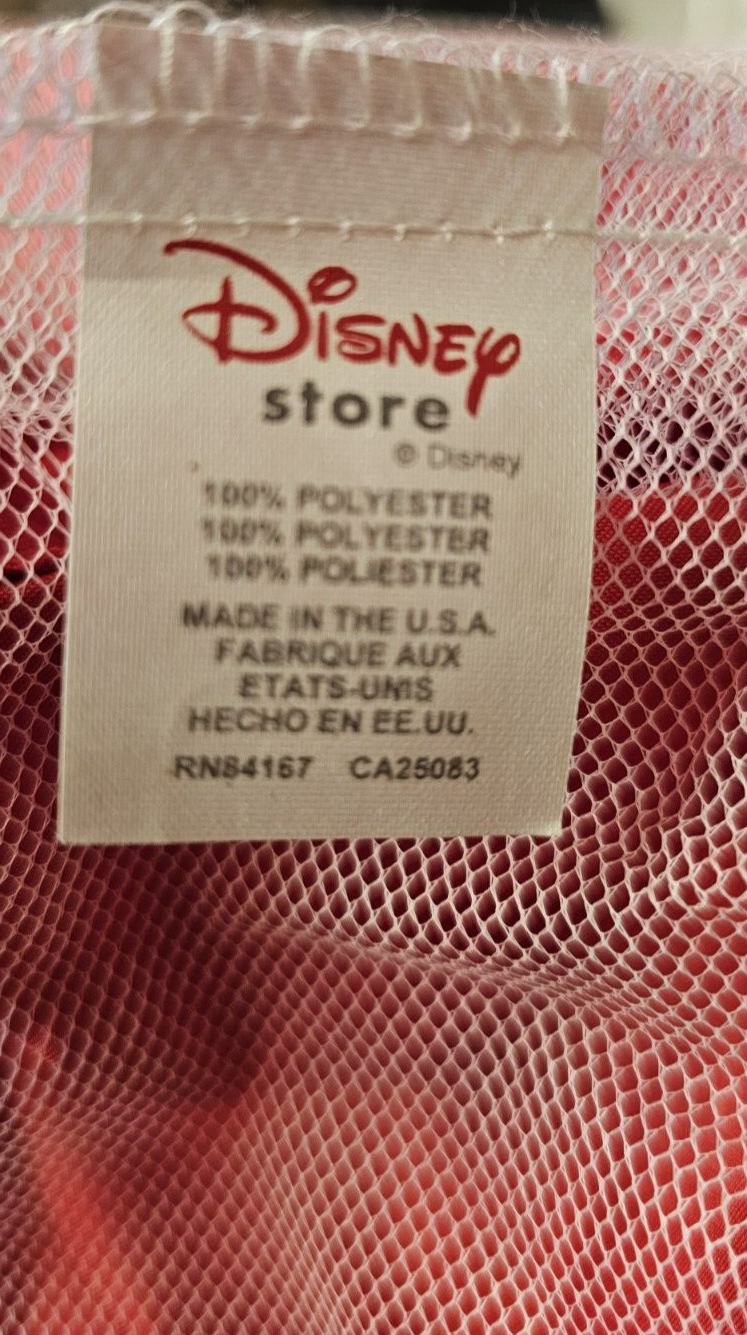 Disney
store
© Disney
100% POLYESTER
100% POLYESTER
100% POLIESTER
MADE IN THE U.S.A.
FABRIQUE AUX
ETATS-UNIS
HECHO EN EE.UU.
RN84167 CA25083